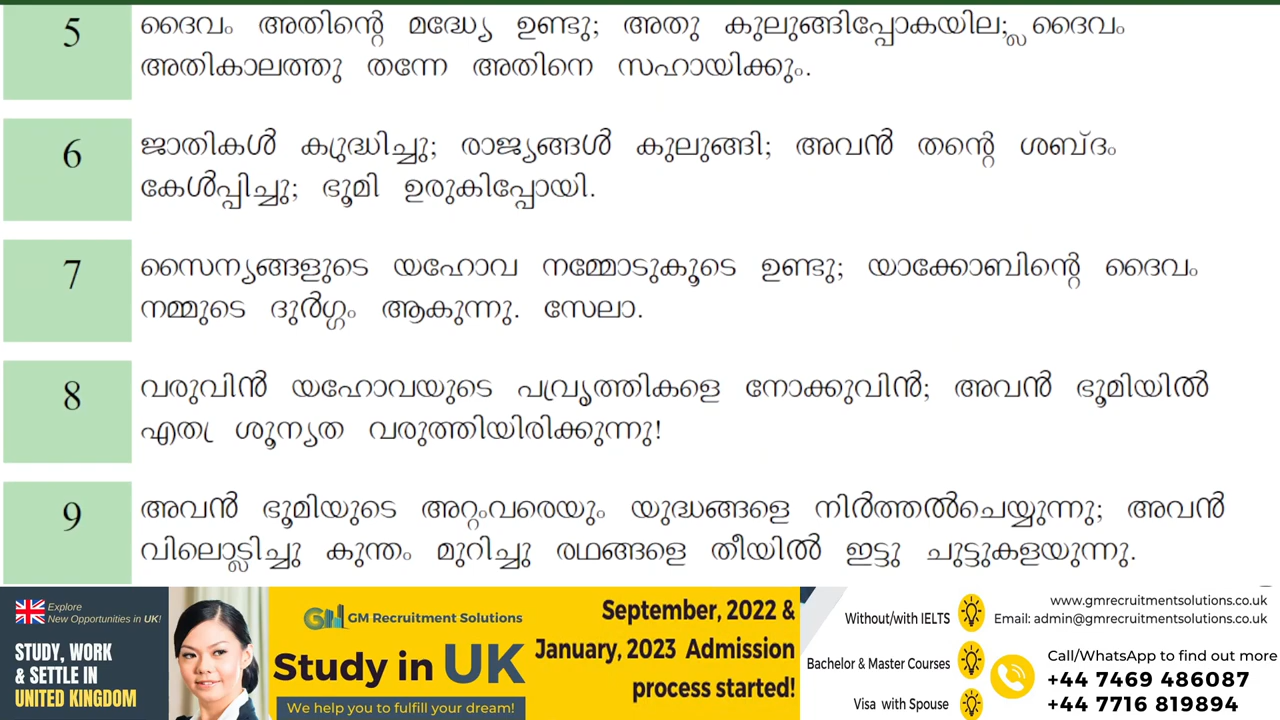 5
ദൈവം അതിന്റെ മദ്ധ്യേ ഉണ്ടു; അതു കുലുങ്ങിപ്പോകയില്ല; ദൈവം
അതികാലത്തു തന്നേ അതിനെ സഹായിക്കും.
6
ജാതികൾ ക്രുദ്ധിച്ചു; രാജ്യങ്ങൾ കുലുങ്ങി; അവൻ തന്റെ ശബ്ദം
കേൾപ്പിച്ചു; ഭൂമി ഉരുകിപ്പോയി.
7
സൈന്യങ്ങളുടെ യഹോവ നമ്മോടുകൂടെ ഉണ്ടു; യാക്കോബിന്റെ ദൈവം
നമ്മുടെ ദുർഗ്ഗം ആകുന്നു. സേലാ.
8
വരുവിൻ യഹോവയുടെ പ്രവൃത്തികളെ നോക്കുവിൻ; അവൻ ഭൂമിയിൽ
എത്ര ശൂന്യത വരുത്തിയിരിക്കുന്നു!
9
അവൻ ഭൂമിയുടെ അറ്റംവരെയും യുദ്ധങ്ങളെ നിർത്തൽചെയ്യുന്നു; അവൻ
വില്ലൊടിച്ചു കുന്തം മുറിച്ചു രഥങ്ങളെ തീയിൽ ഇട്ടു ചുട്ടുകളയുന്നു.
Explore
New Opportunities in UK!
STUDY, WORK
& SETTLE IN
UNITED KINGDOM
GM Recruitment Solutions
Study in UK
We help you to fulfill your dream!
September, 2022 &
January, 2023 Admission
process started!
Without/with IELTS
Bachelor & Master Courses
Visa with Spouse
www.gmrecruitmentsolutions.co.uk
Email: admin@gmrecruitmentsolutions.co.uk
Call/WhatsApp to find out more
+44 7469 486087
+44 7716 819894